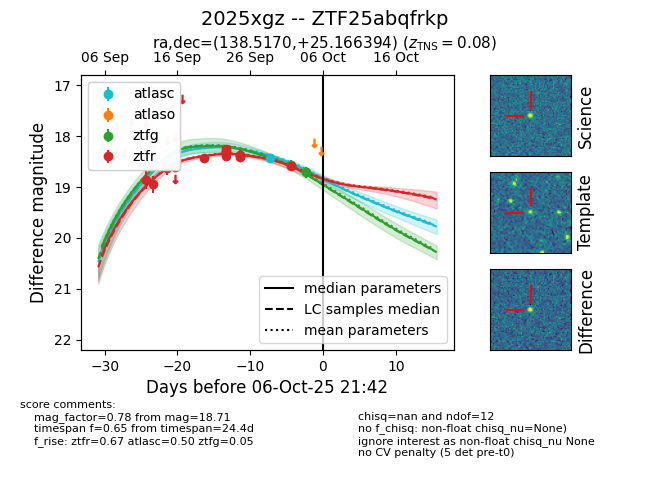 2025xgz -- ZTF25abqfrkp
ra,dec=(138.5170,+25.166394) (z_TNS = 0.08)
06 Sep 16 Sep 26 Sep 06 Oct 16 Oct
17
18
19
20
21
22
Difference magnitude
atlasc
atlaso
ztfg
ztfr
median parameters
LC samples median
mean parameters
−30 −20 −10 0 10
Days before 06-Oct-25 21:42
Science
Template
Difference
score comments:
mag_factor=0.78 from mag=18.71
timespan f=0.65 from timespan=24.4d
f_rise: ztfr=0.67 atlasc=0.50 ztfg=0.05
chisq=nan and ndof=12
no f_chisq: non-float chisq_nu=None)
ignore interest as non-float chisq_nu None
no CV penalty (5 det pre-t0)